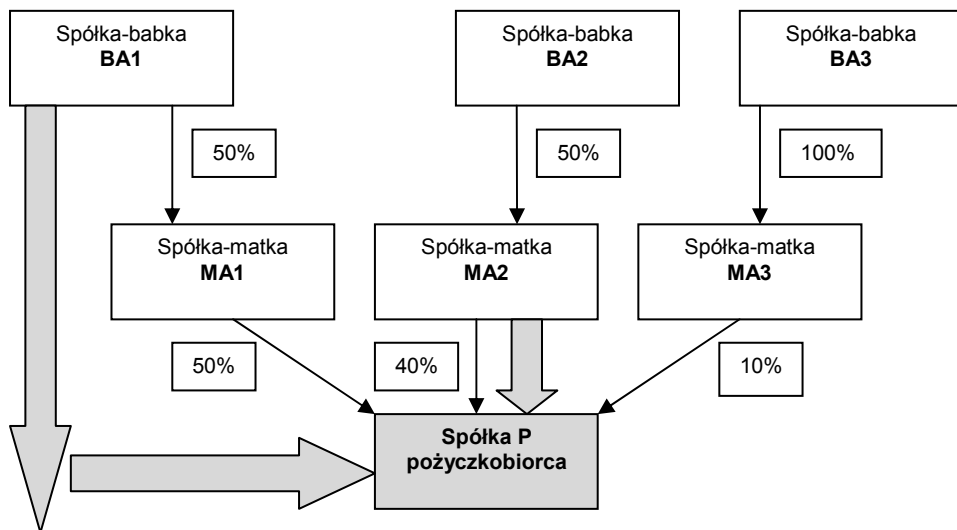 Spółka-babka
BA1
Spółka-babka
BA2
Spółka-babka
BA3
50%
50%
100%
Spółka-matka
MA1
Spółka-matka
MA2
Spółka-matka
MA3
50%
40%
10%
Spółka P
pożyczkobiorca